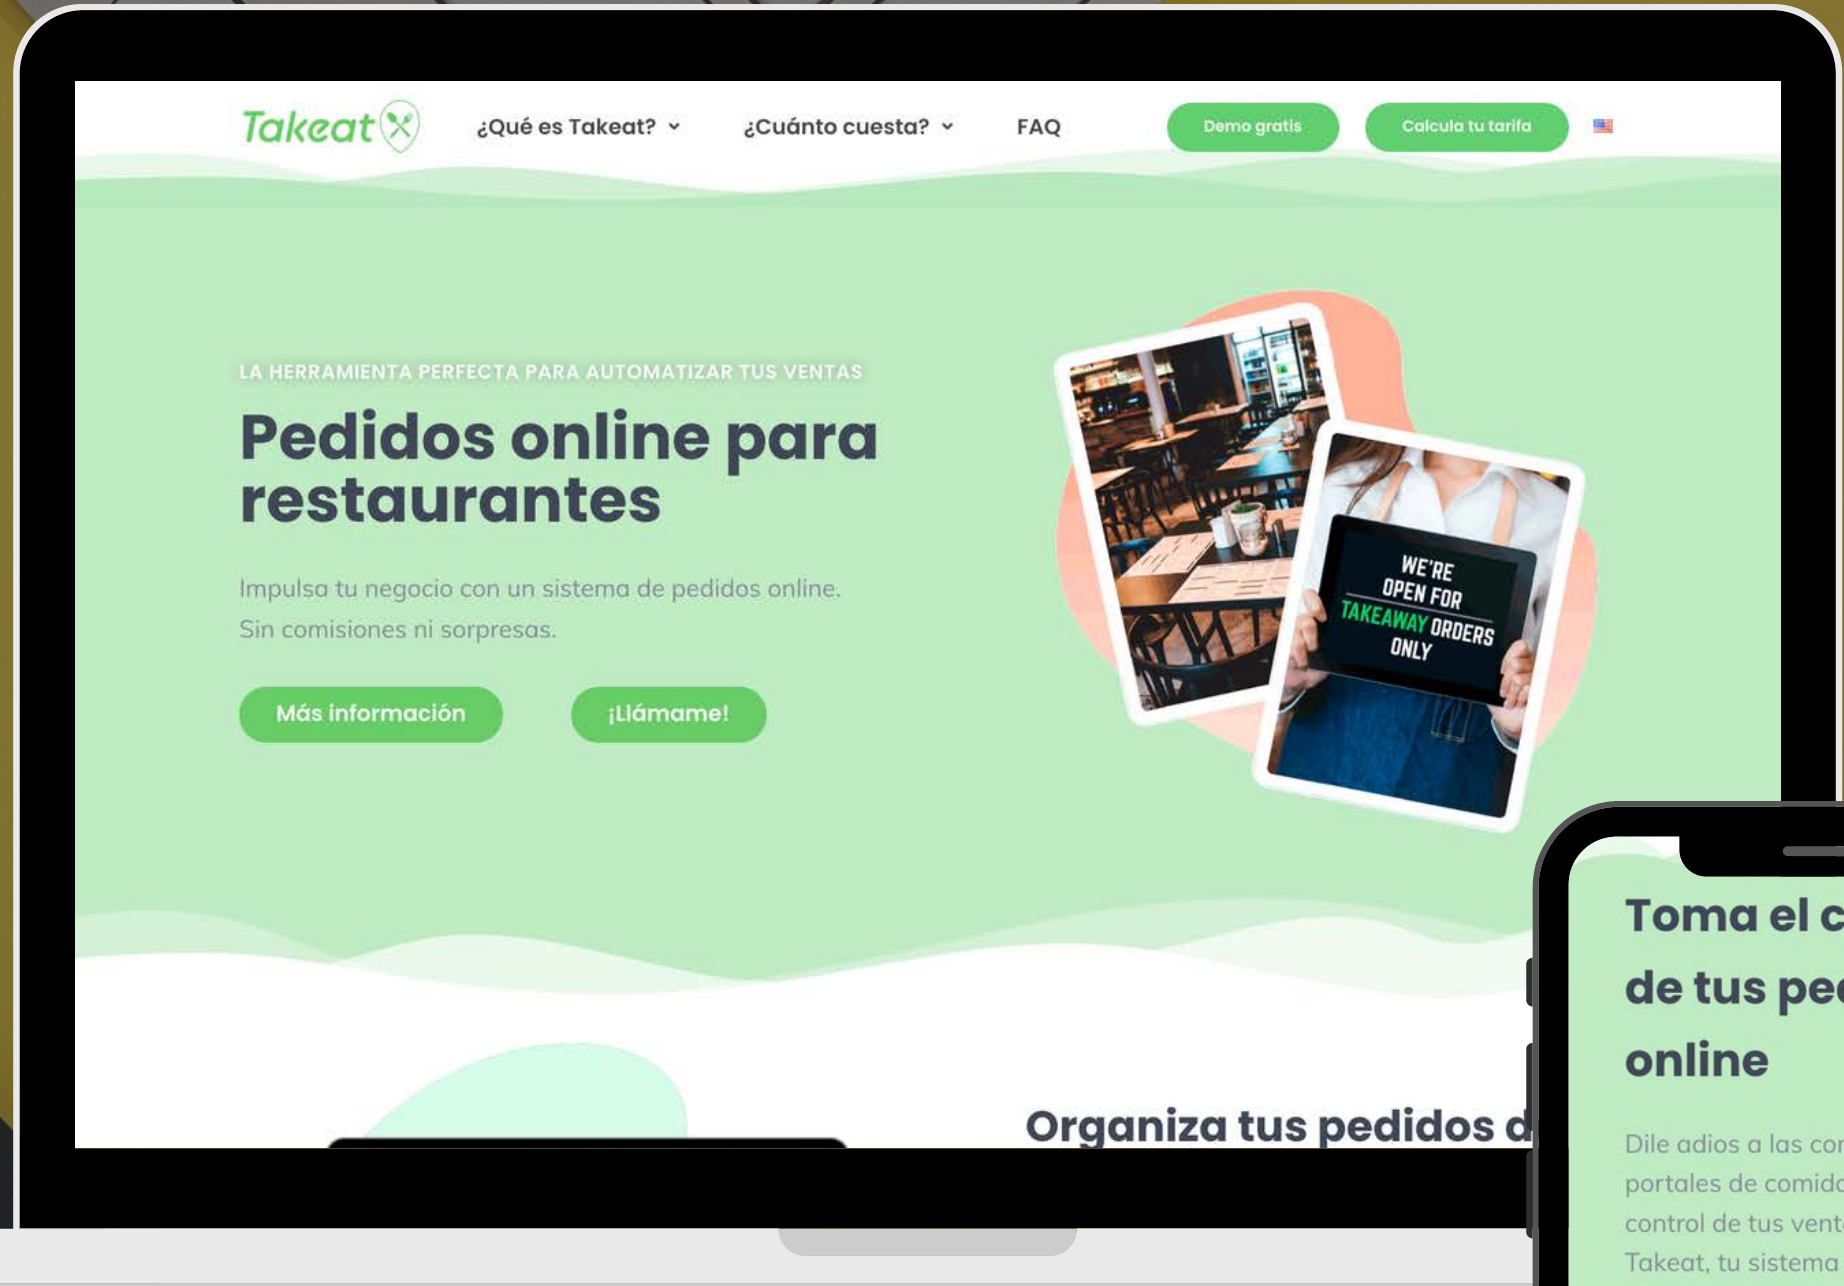 Takeat
¿Qué es Takeat?
¿Cuánto cuesta?
FAQ
Demo gratis
Calcula tu tarifa
LA HERRAMIENTA PERFECTA PARA AUTOMATIZAR TUS VENTAS
Pedidos online para
restaurantes
Impulsa tu negocio con un sistema de pedidos online.
Sin comisiones ni sorpresas.
Más información
¡Llámame!
WE'RE
OPEN FOR
TAKEAWAY ORDERS
ONLY
Organiza tus pedidos
Toma el
de tus
online
Dile adios a las
portales de
control de tus
Takeat, tu sistema